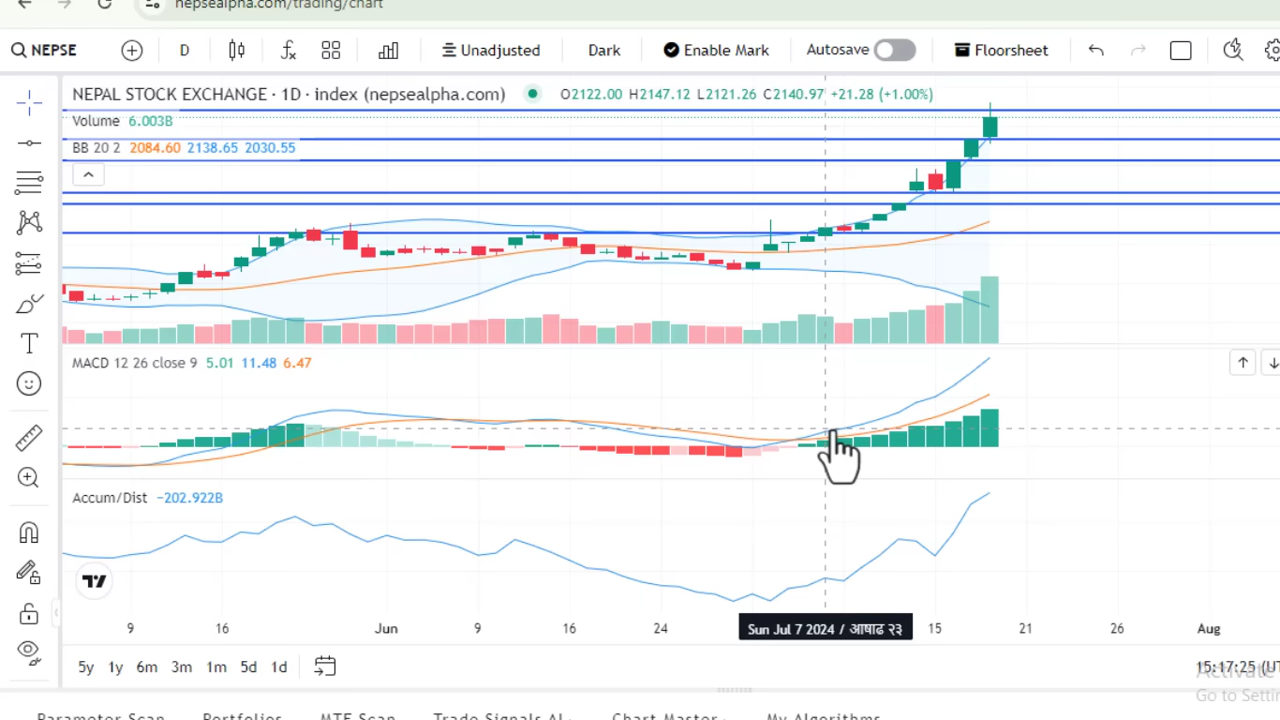 nepsealpha.com/trading/chart
NEPSE D Unadjusted Dark Enable Mark Autosave Floorsheet
NEPAL STOCK EXCHANGE · 1D · index (nepsealpha.com) O2122.00 H2147.12 L2121.26 C2140.97 +21.28 (+1.00%)
Volume 6.003B
BB 20 2 2084.60 2138.65 2030.55
MACD 12 26 close 9 5.01 11.48 6.47
Accum/Dist −202.922B
9 16 Jun 9 16 24 Sun Jul 7 2024 / आषाढ २३ 15 21 26 Aug
5y 1y 6m 3m 1m 5d 1d 15:17:25 (UT
Activate
Go to Settin
Parameter Scan Portfolios MTF Scan Trade Signals AI Chart Master My Algorithms